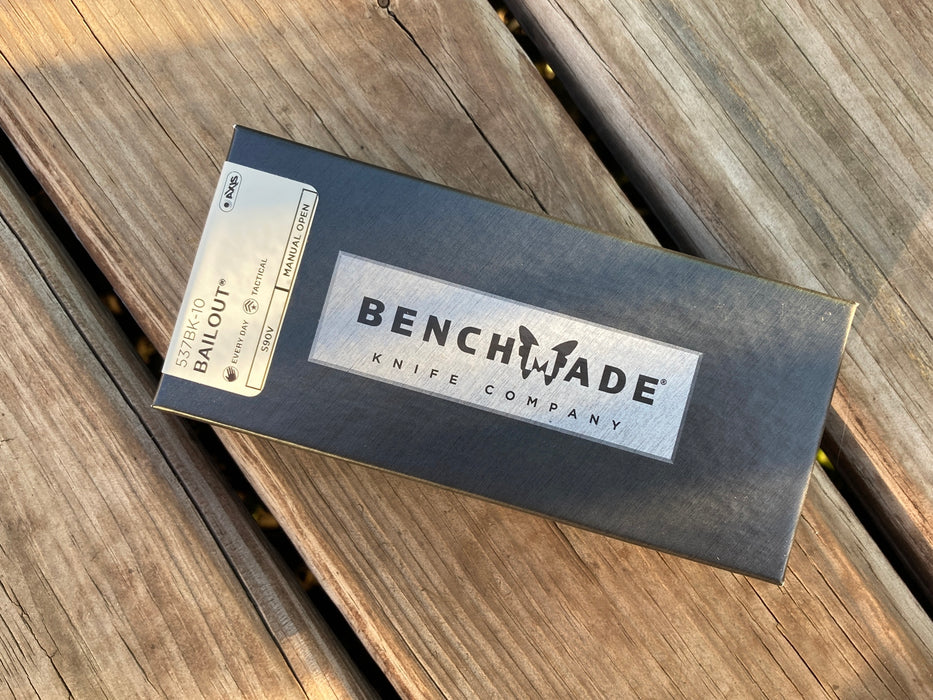 AXIS
537BK-10
BAILOUT®
EVERY DAY TACTICAL
S90V MANUAL OPEN
BENCHMADE®
KNIFE COMPANY